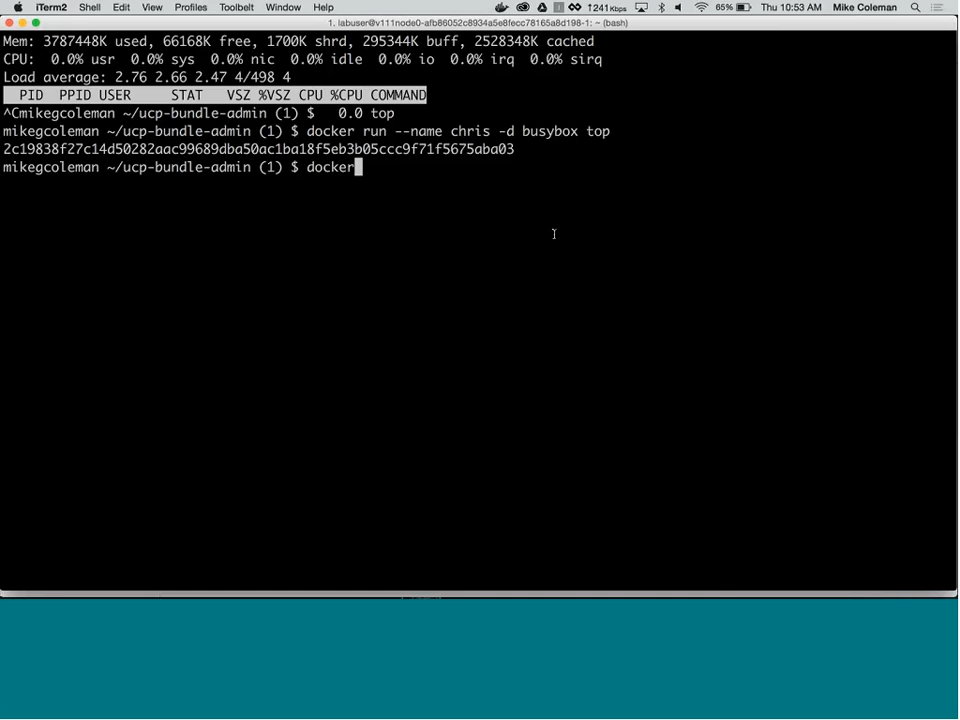 iTerm2 Shell Edit View Profiles Toolbelt Window Help 241Kbps 65% Thu 10:53 AM Mike Coleman
1. labuser@v111node0-afb86052c8934a5e8fecc78165a8d198-1: ~ (bash)
Mem: 3787448K used, 66168K free, 1700K shrd, 295344K buff, 2528348K cached
CPU: 0.0% usr 0.0% sys 0.0% nic 0.0% idle 0.0% io 0.0% irq 0.0% sirq
Load average: 2.76 2.66 2.47 4/498 4
PID PPID USER STAT VSZ %VSZ CPU %CPU COMMAND
^Cmikegcoleman ~/ucp-bundle-admin (1) $ 0.0 top
mikegcoleman ~/ucp-bundle-admin (1) $ docker run --name chris -d busybox top
2c19838f27c14d50282aac99689dba50ac1ba18f5eb3b05ccc9f71f5675aba03
mikegcoleman ~/ucp-bundle-admin (1) $ docker